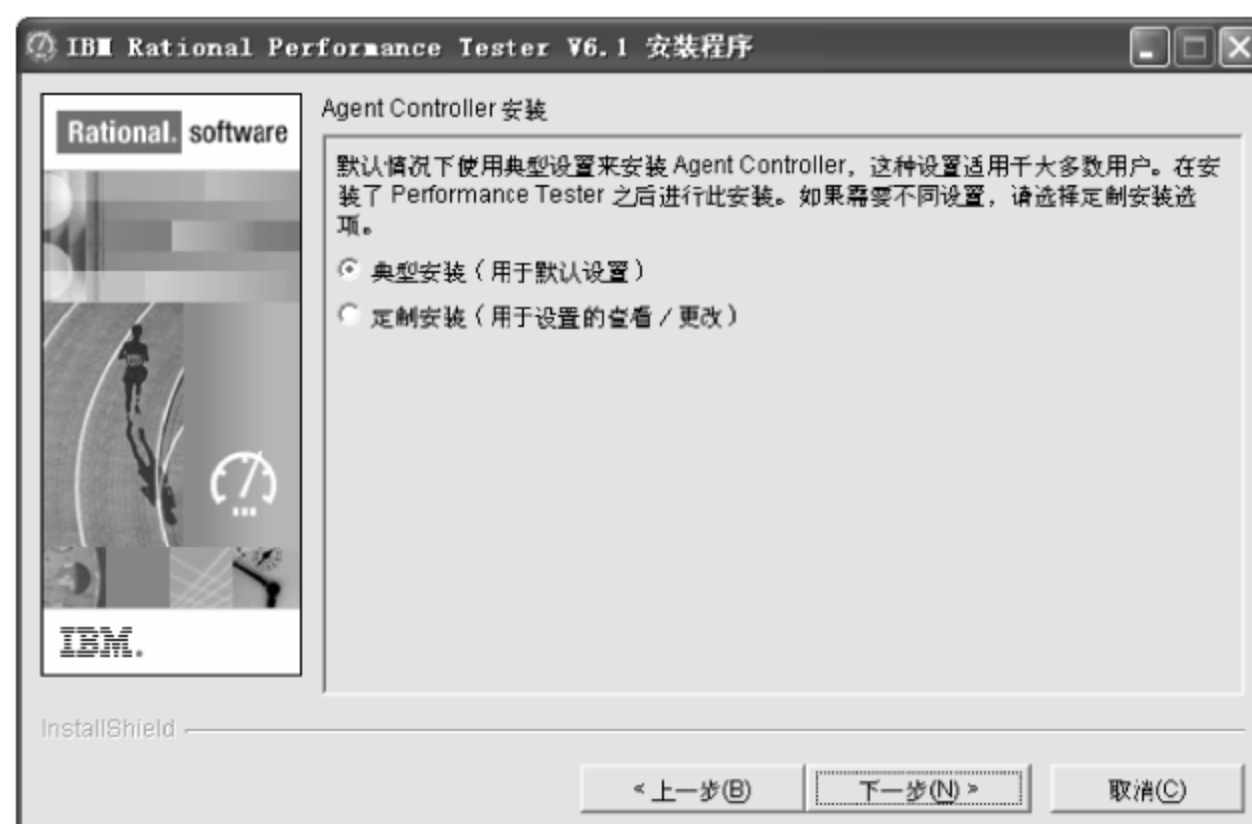 IBM Rational Performance Tester V6.1 安装程序
Rational. software
Agent Controller 安装
默认情况下使用典型设置来安装 Agent Controller，这种设置适用于大多数用户。在安
装了 Performance Tester 之后进行此安装。如果需要不同设置，请选择定制安装选
项。
典型安装（用于默认设置）
定制安装（用于设置的查看／更改）
IBM.
InstallShield
< 上一步(B)
下一步(N) >
取消(C)